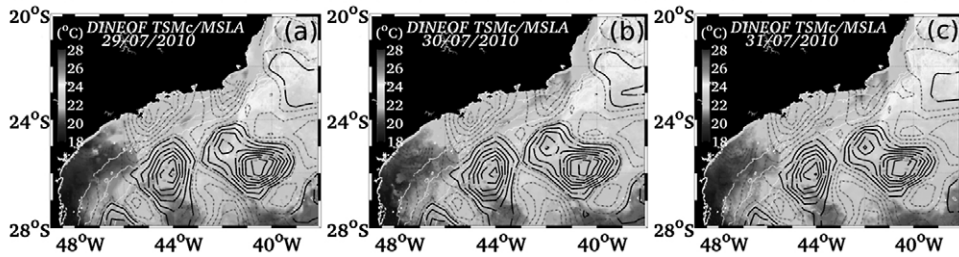 20°S
(°C) DINEOF TSMc/MSLA (a)
29/07/2010
28
26
24
22
20
18
24°S
28°S
48°W 44°W 40°W
20°S
(°C) DINEOF TSMc/MSLA (b)
30/07/2010
28
26
24
22
20
18
24°S
28°S
48°W 44°W 40°W
20°S
(°C) DINEOF TSMc/MSLA (c)
31/07/2010
28
26
24
22
20
18
24°S
28°S
48°W 44°W 40°W